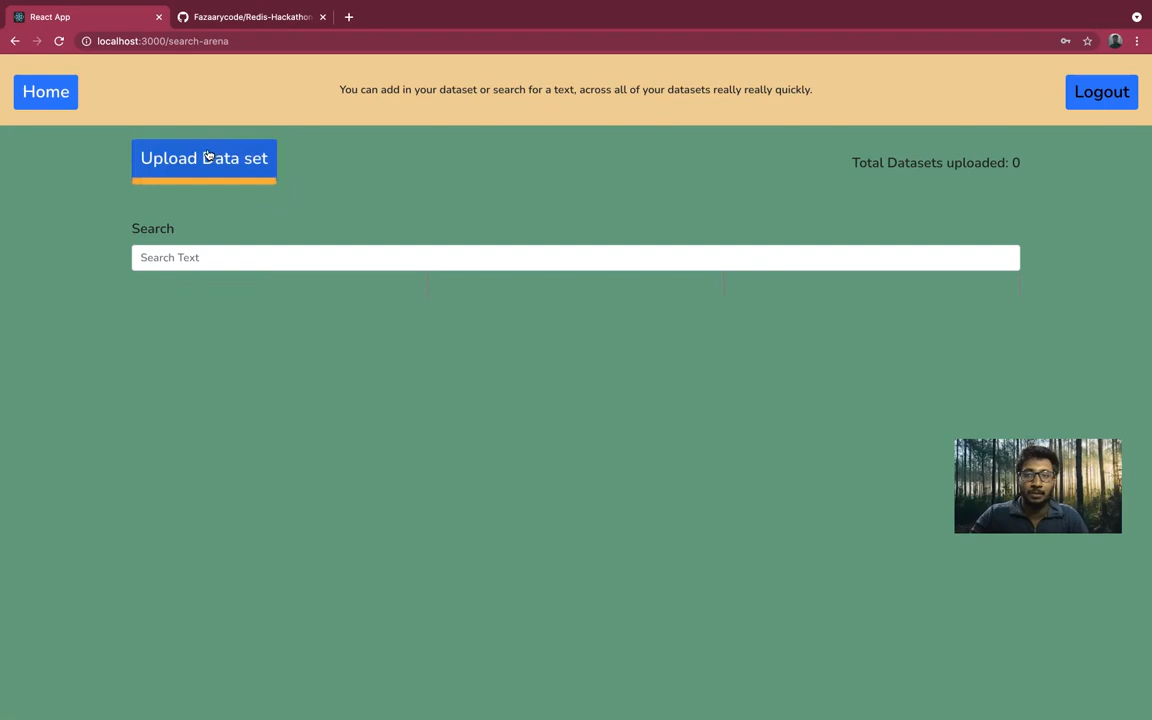 React App
Fazaarycode/Redis-Hackathon
localhost:3000/search-arena
Home
You can add in your dataset or search for a text, across all of your datasets really really quickly.
Logout
Upload Data set
Total Datasets uploaded: 0
Search
Search Text